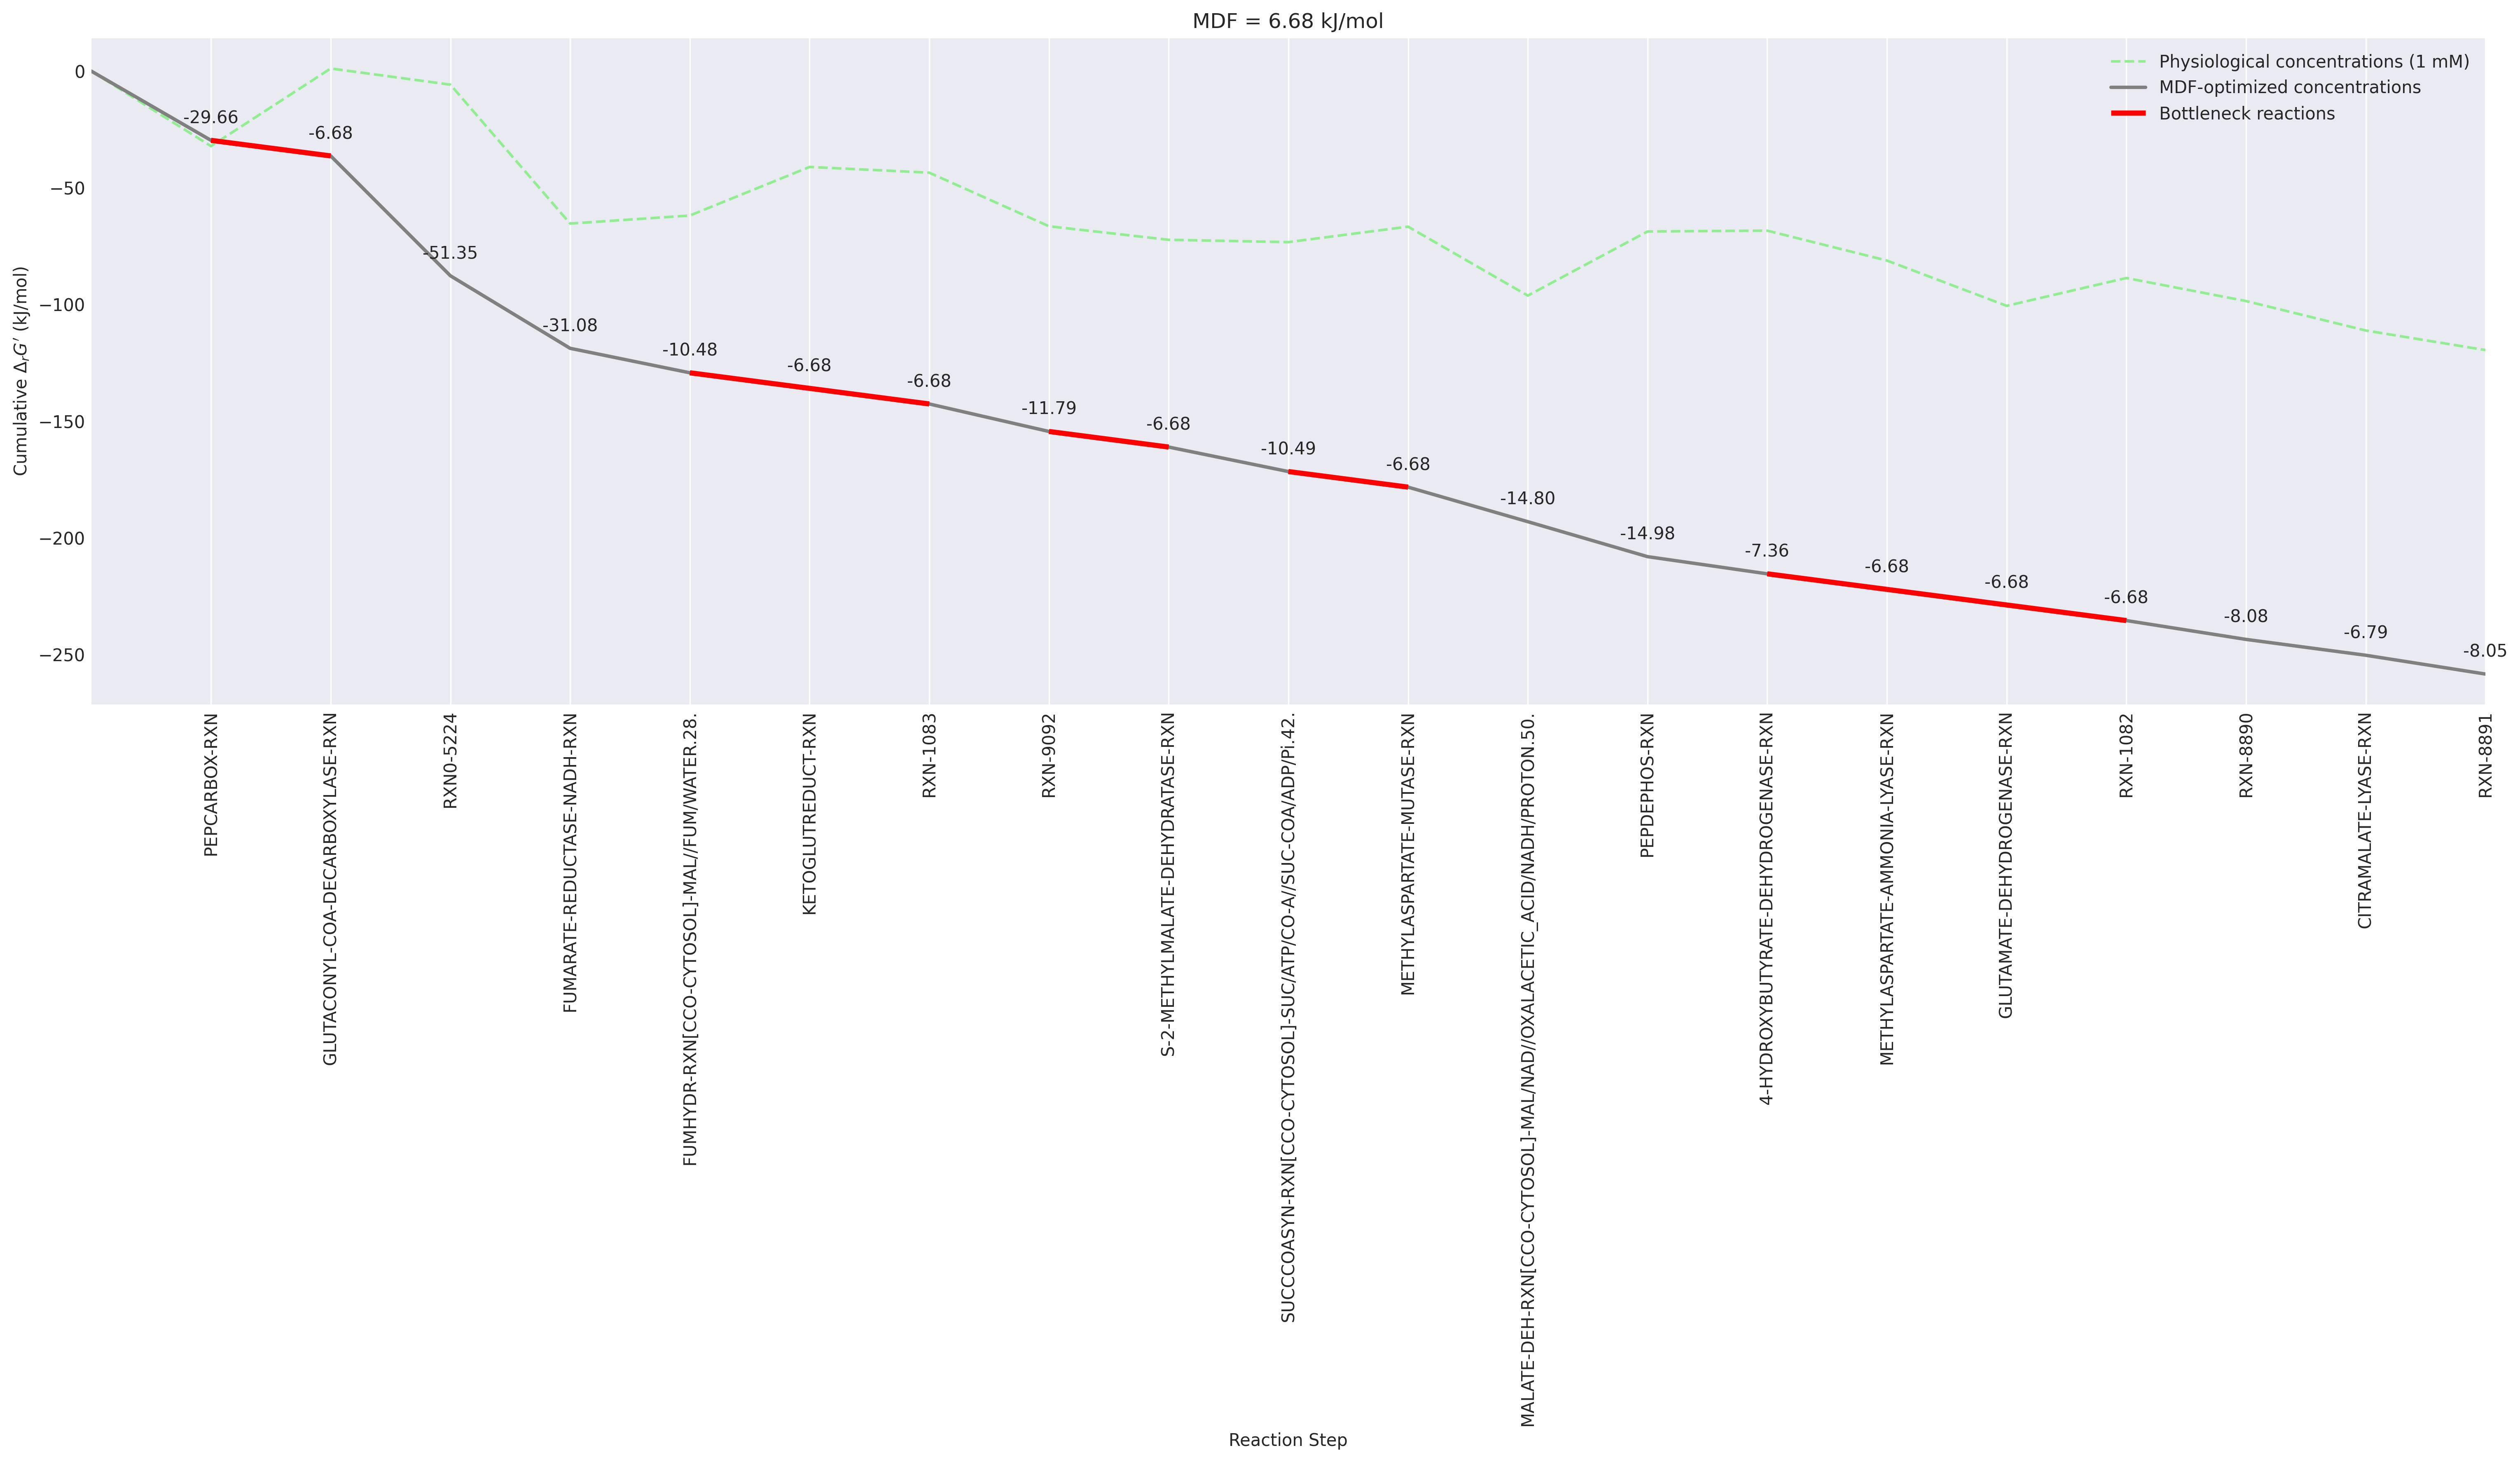 MDF = 6.68 kJ/mol
Physiological concentrations (1 mM)
MDF-optimized concentrations
Bottleneck reactions
Cumulative ΔrG′ (kJ/mol)
0
−50
−100
−150
−200
−250
-29.66
-6.68
-51.35
-31.08
-10.48
-6.68
-6.68
-11.79
-6.68
-10.49
-6.68
-14.80
-14.98
-7.36
-6.68
-6.68
-6.68
-8.08
-6.79
-8.05
PEPCARBOX-RXN
GLUTACONYL-COA-DECARBOXYLASE-RXN
RXN0-5224
FUMARATE-REDUCTASE-NADH-RXN
FUMHYDR-RXN[CCO-CYTOSOL]-MAL//FUM/WATER.28.
KETOGLUTREDUCT-RXN
RXN-1083
RXN-9092
S-2-METHYLMALATE-DEHYDRATASE-RXN
SUCCCOASYN-RXN[CCO-CYTOSOL]-SUC/ATP/CO-A//SUC-COA/ADP/Pi.42.
METHYLASPARTATE-MUTASE-RXN
MALATE-DEH-RXN[CCO-CYTOSOL]-MAL/NAD//OXALACETIC_ACID/NADH/PROTON.50.
PEPDEPHOS-RXN
4-HYDROXYBUTYRATE-DEHYDROGENASE-RXN
METHYLASPARTATE-AMMONIA-LYASE-RXN
GLUTAMATE-DEHYDROGENASE-RXN
RXN-1082
RXN-8890
CITRAMALATE-LYASE-RXN
RXN-8891
Reaction Step